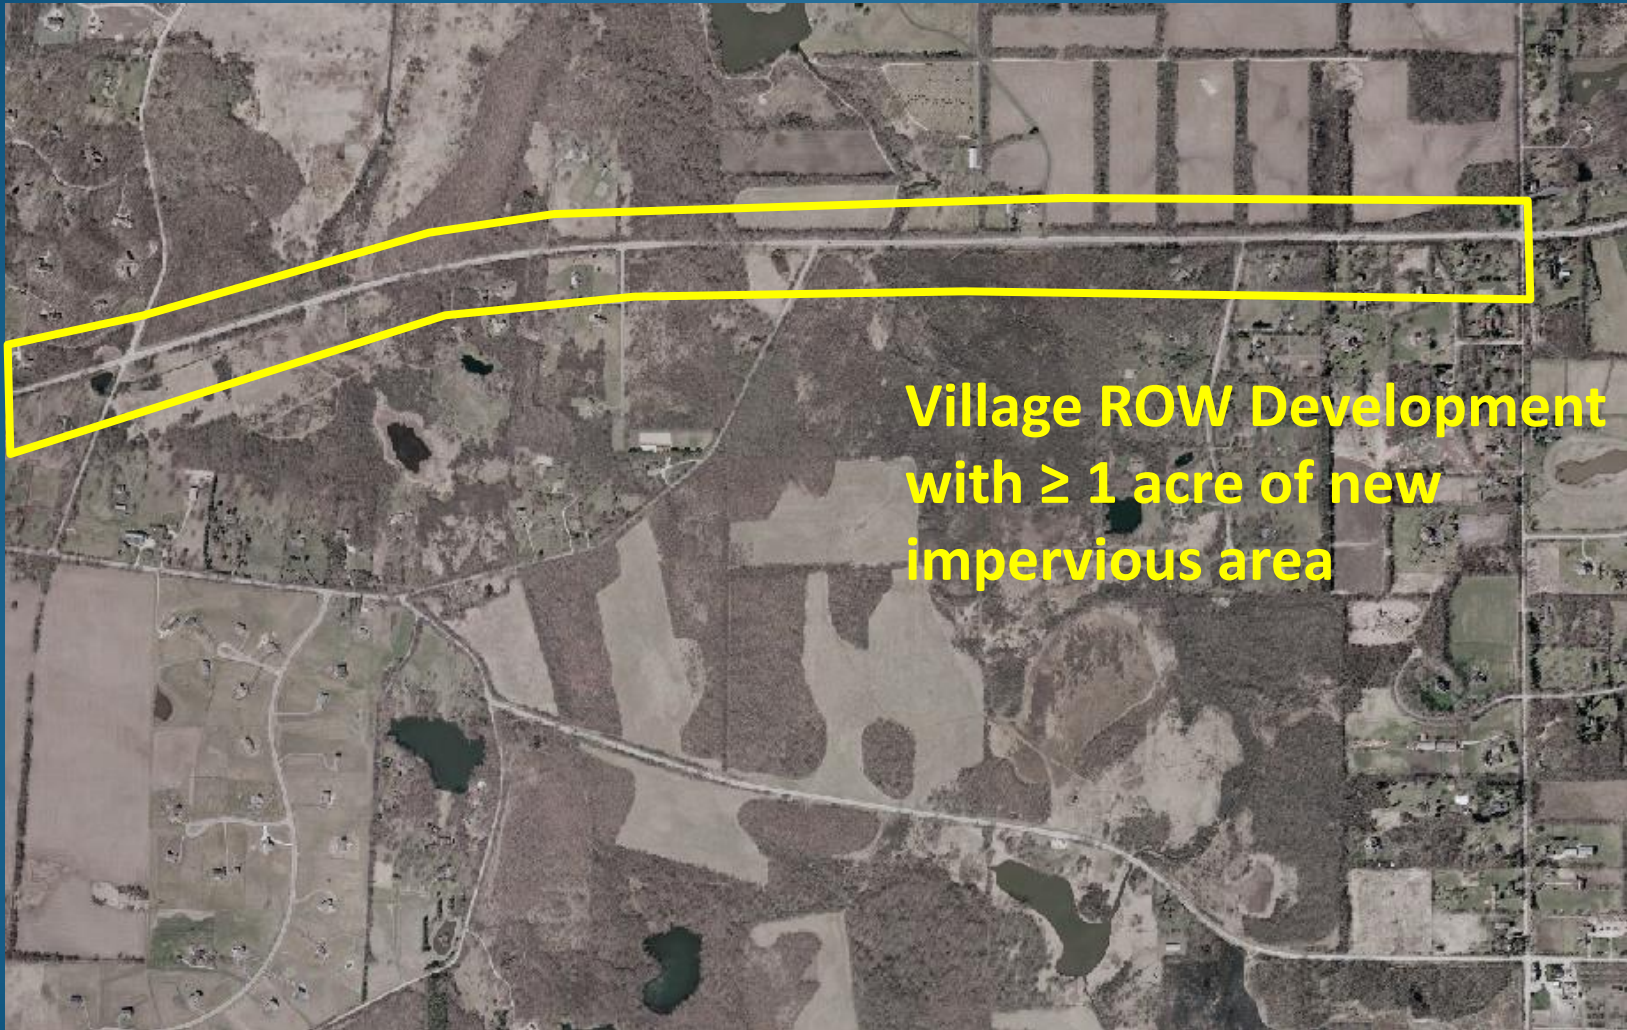 Village ROW Development
with ≥ 1 acre of new
impervious area